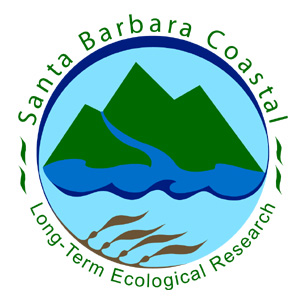 Santa Barbara Coastal
Long-Term Ecological Research